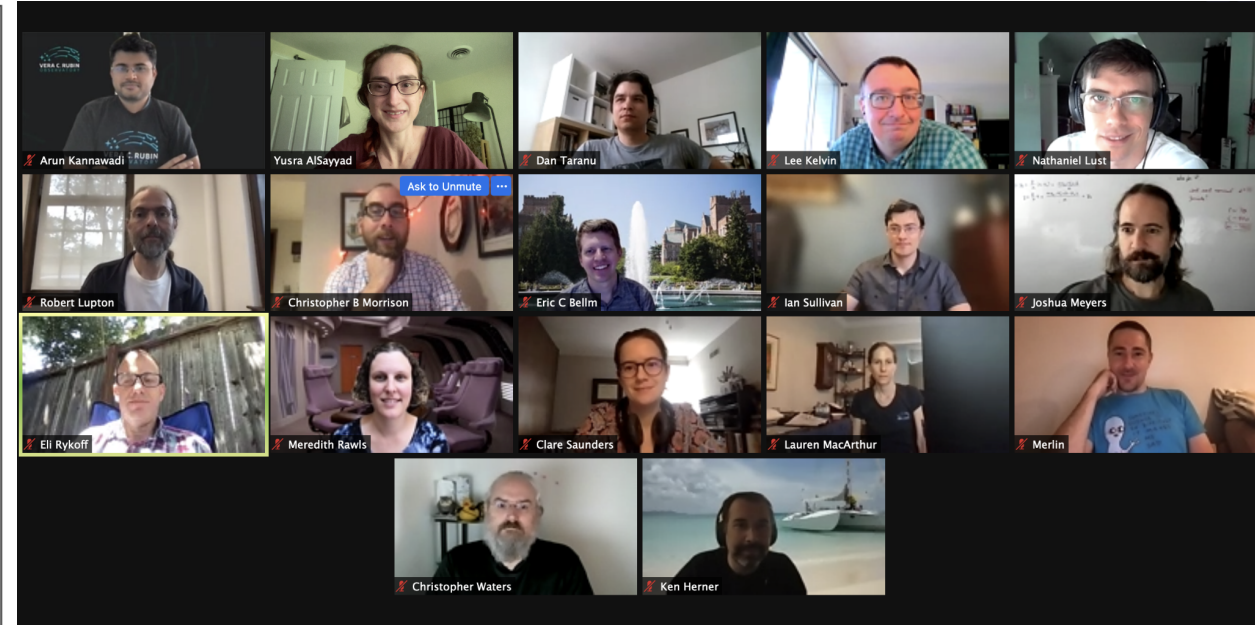 VERA C. RUBIN
OBSERVATORY
RUBIN
Arun Kannawadi
Yusra AlSayyad
Dan Taranu
Lee Kelvin
Nathaniel Lust
Ask to Unmute
Robert Lupton
Christopher B Morrison
Eric C Bellm
Ian Sullivan
Joshua Meyers
Eli Rykoff
Meredith Rawls
Clare Saunders
Lauren MacArthur
Merlin
Christopher Waters
Ken Herner